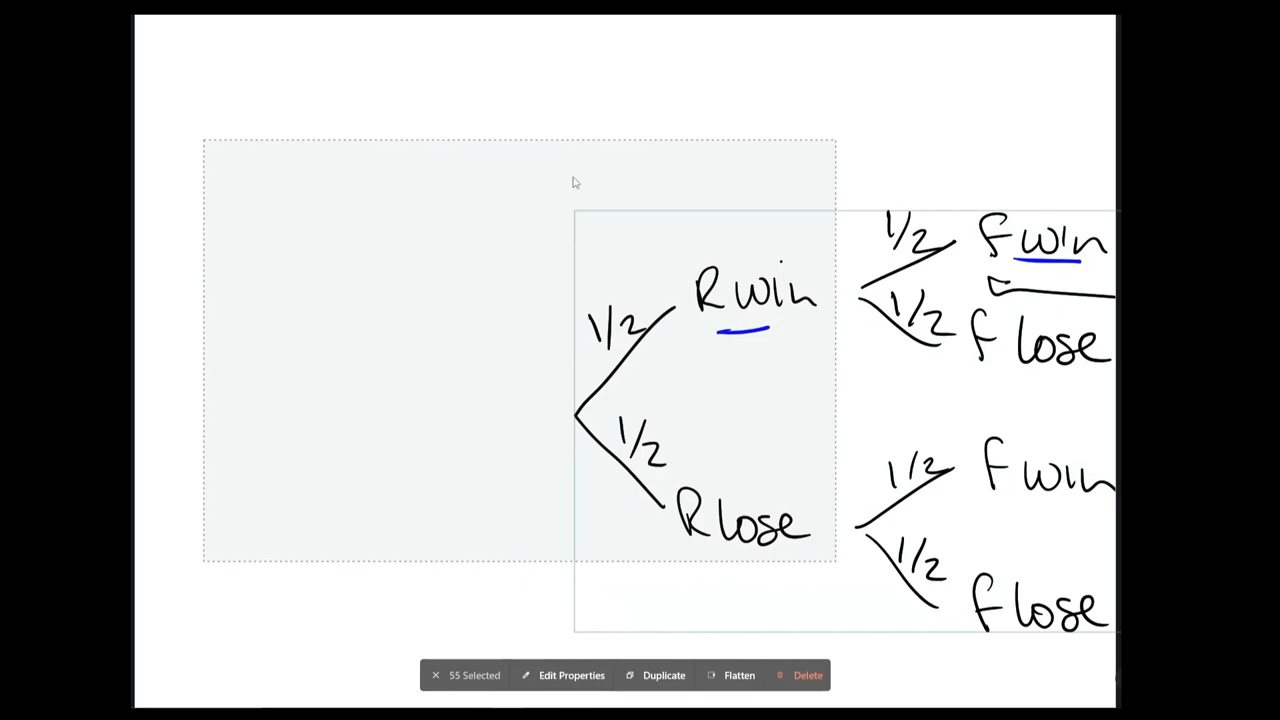 1/2 f win
1/2 R win
1/2 f lose
1/2 R lose
1/2 f win
1/2 f lose
55 Selected Edit Properties Duplicate Flatten Delete